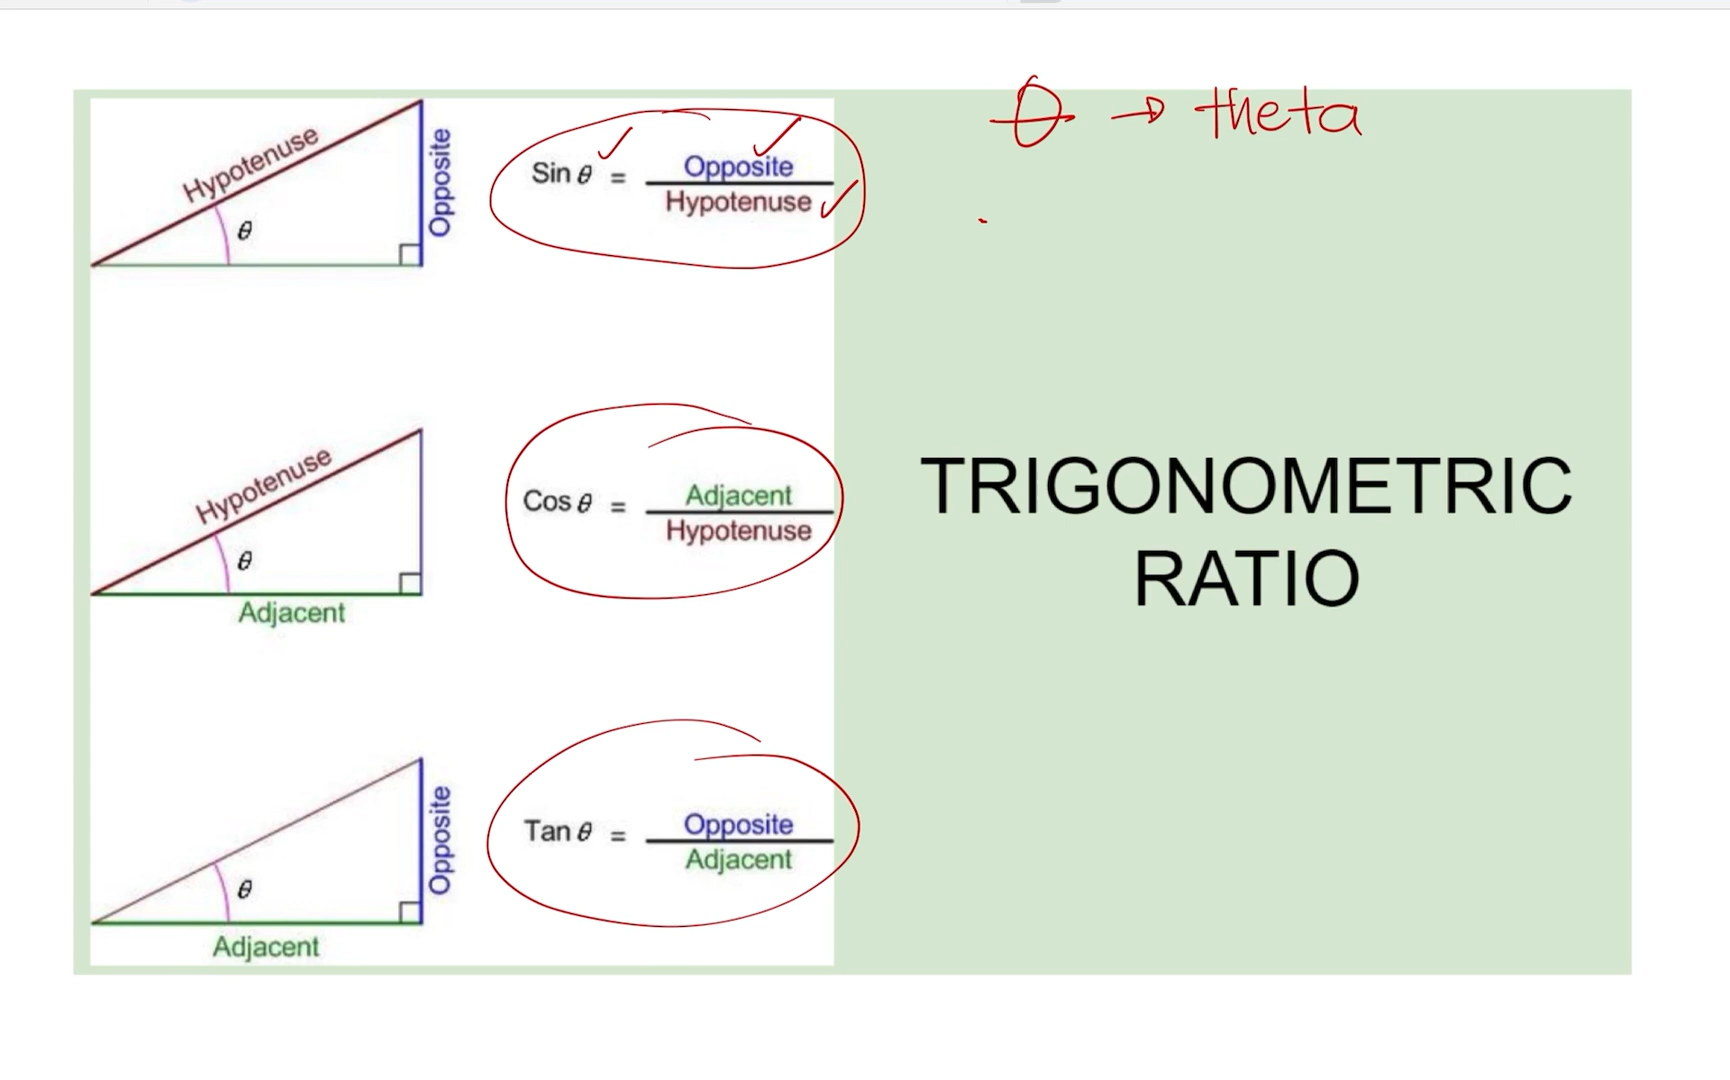 θ → theta
Hypotenuse
Opposite
θ
Sin θ = Opposite
Hypotenuse
Hypotenuse
θ
Adjacent
Cos θ = Adjacent
Hypotenuse
TRIGONOMETRIC
RATIO
Opposite
θ
Adjacent
Tan θ = Opposite
Adjacent